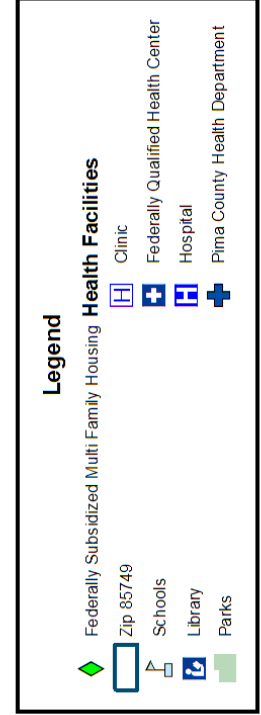 Legend
Federally Subsidized Multi Family Housing
Zip 85749
Schools
Library
Parks
Health Facilities
Clinic
Federally Qualified Health Center
Hospital
Pima County Health Department